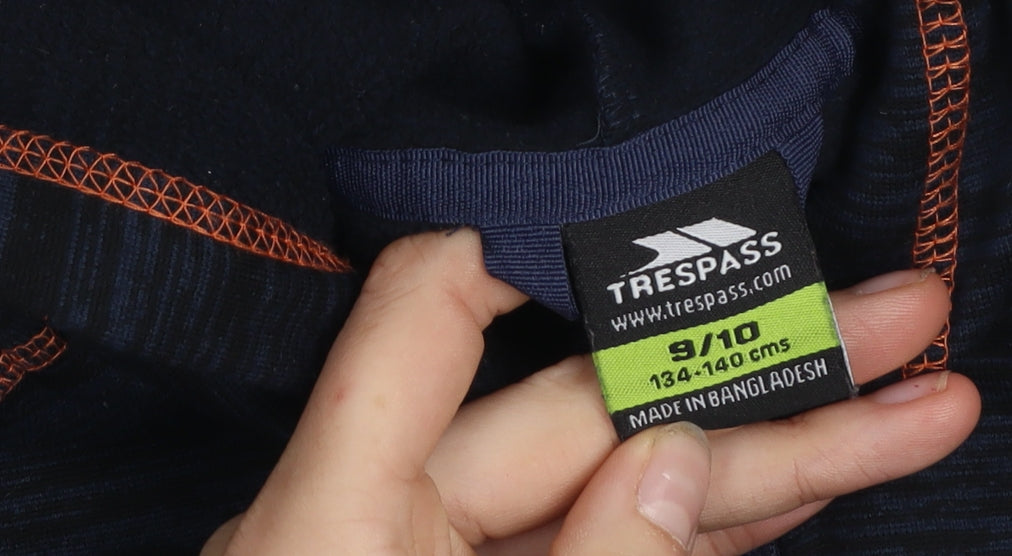 TRESPASS
www.trespass.com
9/10
134-140 cms
MADE IN BANGLADESH